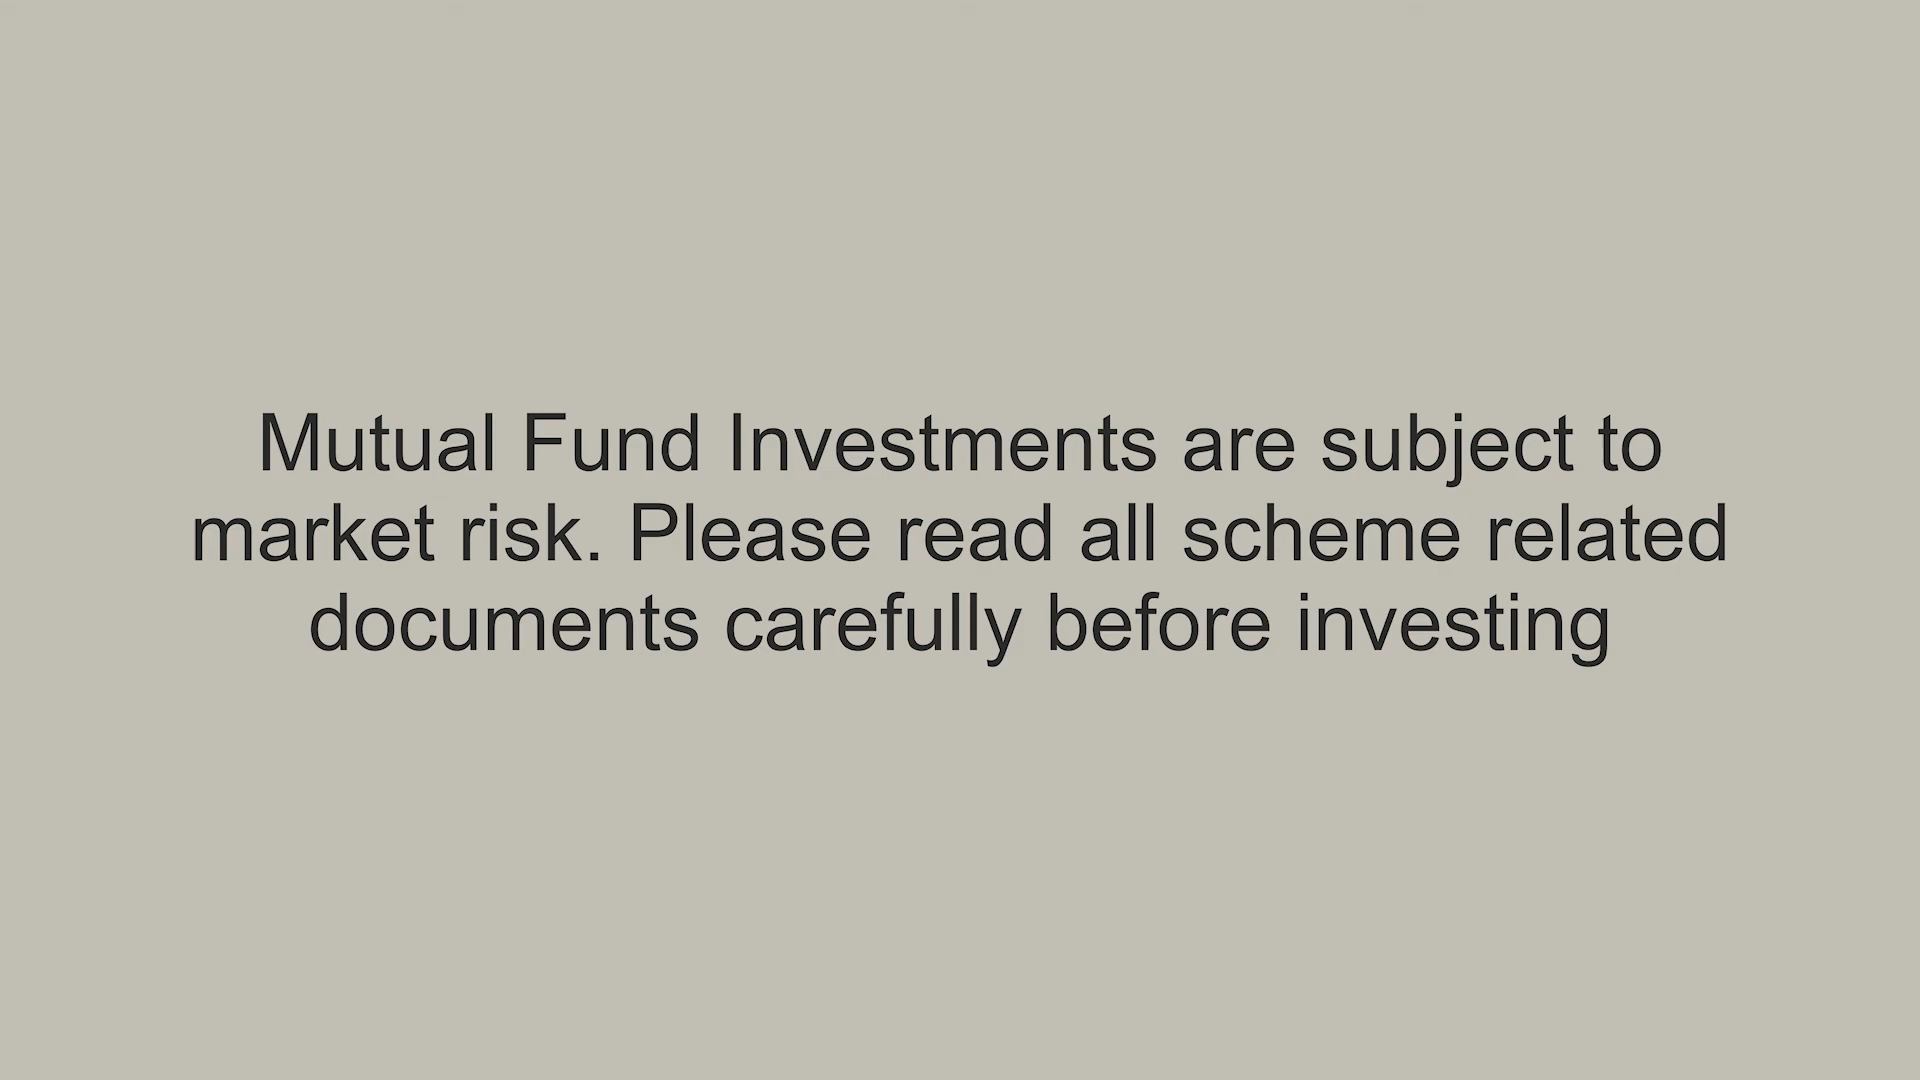 Mutual Fund Investments are subject to
market risk. Please read all scheme related
documents carefully before investing